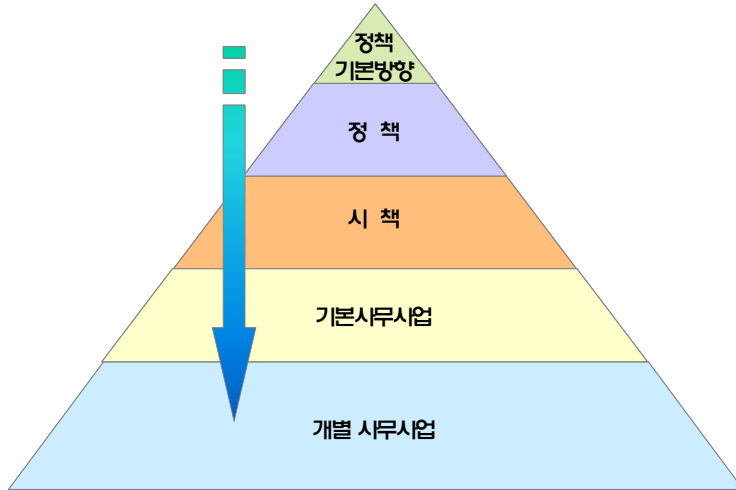 정책
기본방향
정 책
시 책
기본사무사업
개별 사무사업